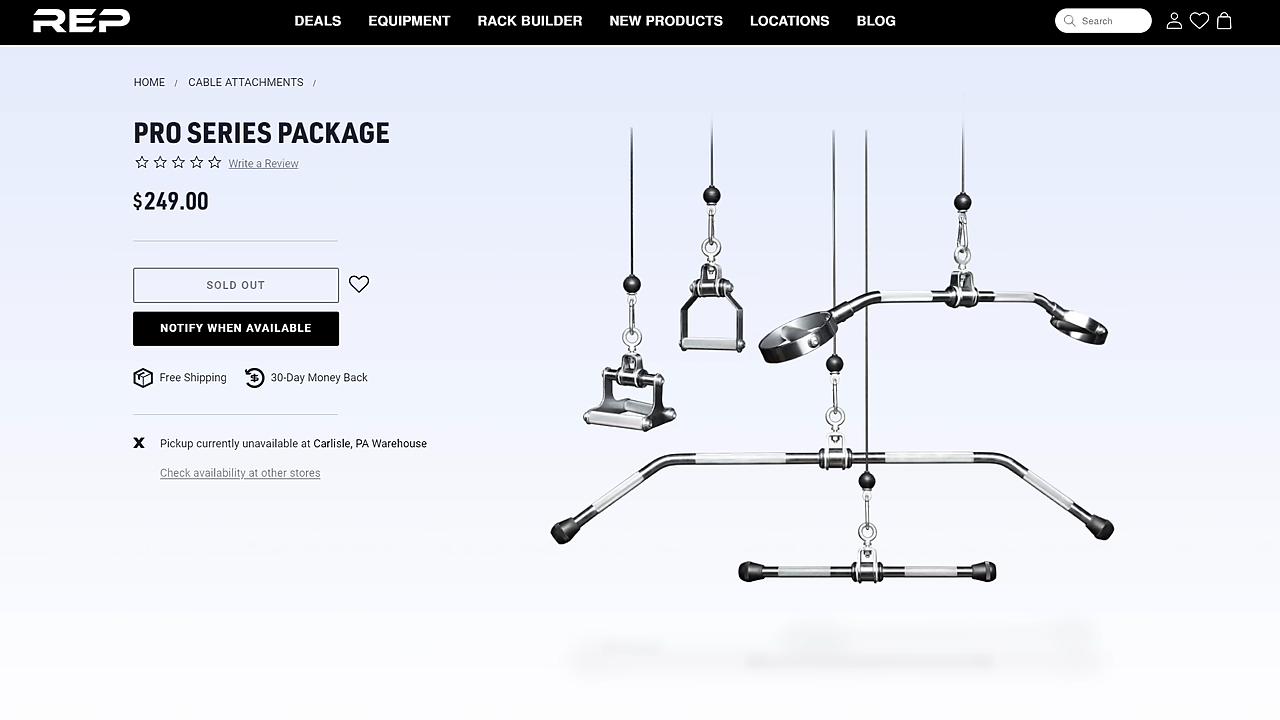 REP
DEALS
EQUIPMENT
RACK BUILDER
NEW PRODUCTS
LOCATIONS
BLOG
Search
HOME / CABLE ATTACHMENTS /
PRO SERIES PACKAGE
Write a Review
$249.00
SOLD OUT
NOTIFY WHEN AVAILABLE
Free Shipping
30-Day Money Back
X Pickup currently unavailable at Carlisle, PA Warehouse
Check availability at other stores